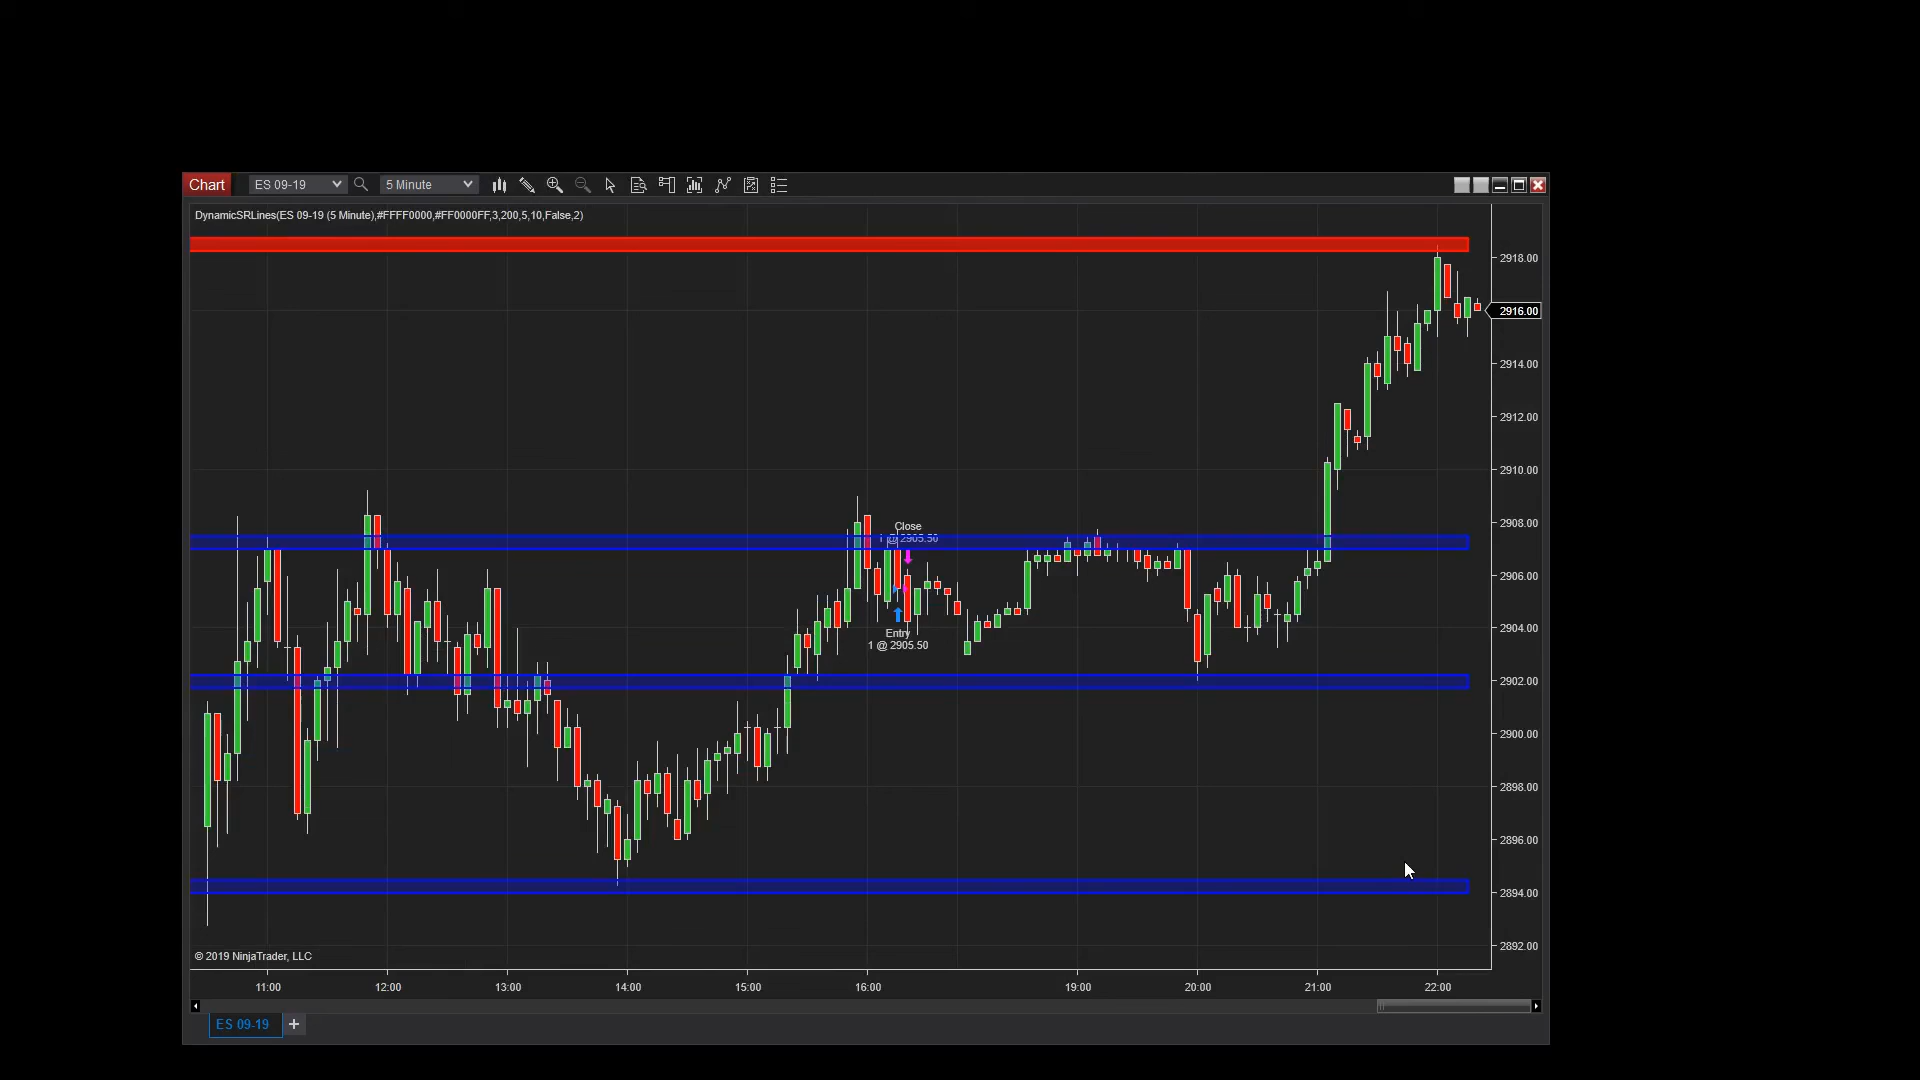 Chart ES 09-19 5 Minute
DynamicSRLines(ES 09-19 (5 Minute),#FFFF0000,#FF0000FF,3,200,5,10,False,2)
2918.00
2916.00
2914.00
2912.00
2910.00
2908.00
Close
1 @ 2905.50
2906.00
2904.00
Entry
1 @ 2905.50
2902.00
2900.00
2898.00
2896.00
2894.00
2892.00
© 2019 NinjaTrader, LLC
11:00 12:00 13:00 14:00 15:00 16:00 19:00 20:00 21:00 22:00
ES 09-19 +